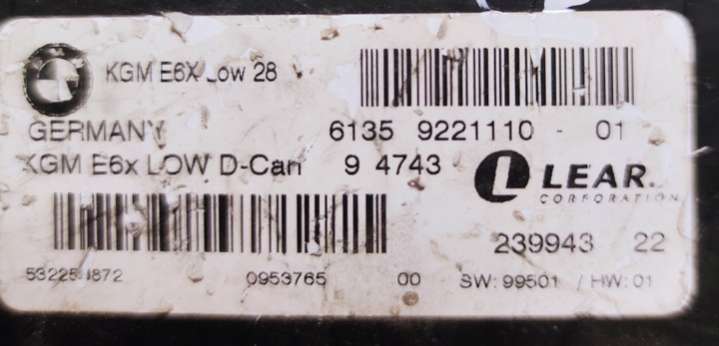 KGM E6X Low 28
GERMANY 6135 9221110 - 01
KGM E6x LOW D-Can 9 4743
LEAR
CORPORATION
239943 22
0953765 00 SW: 99501 / HW: 01